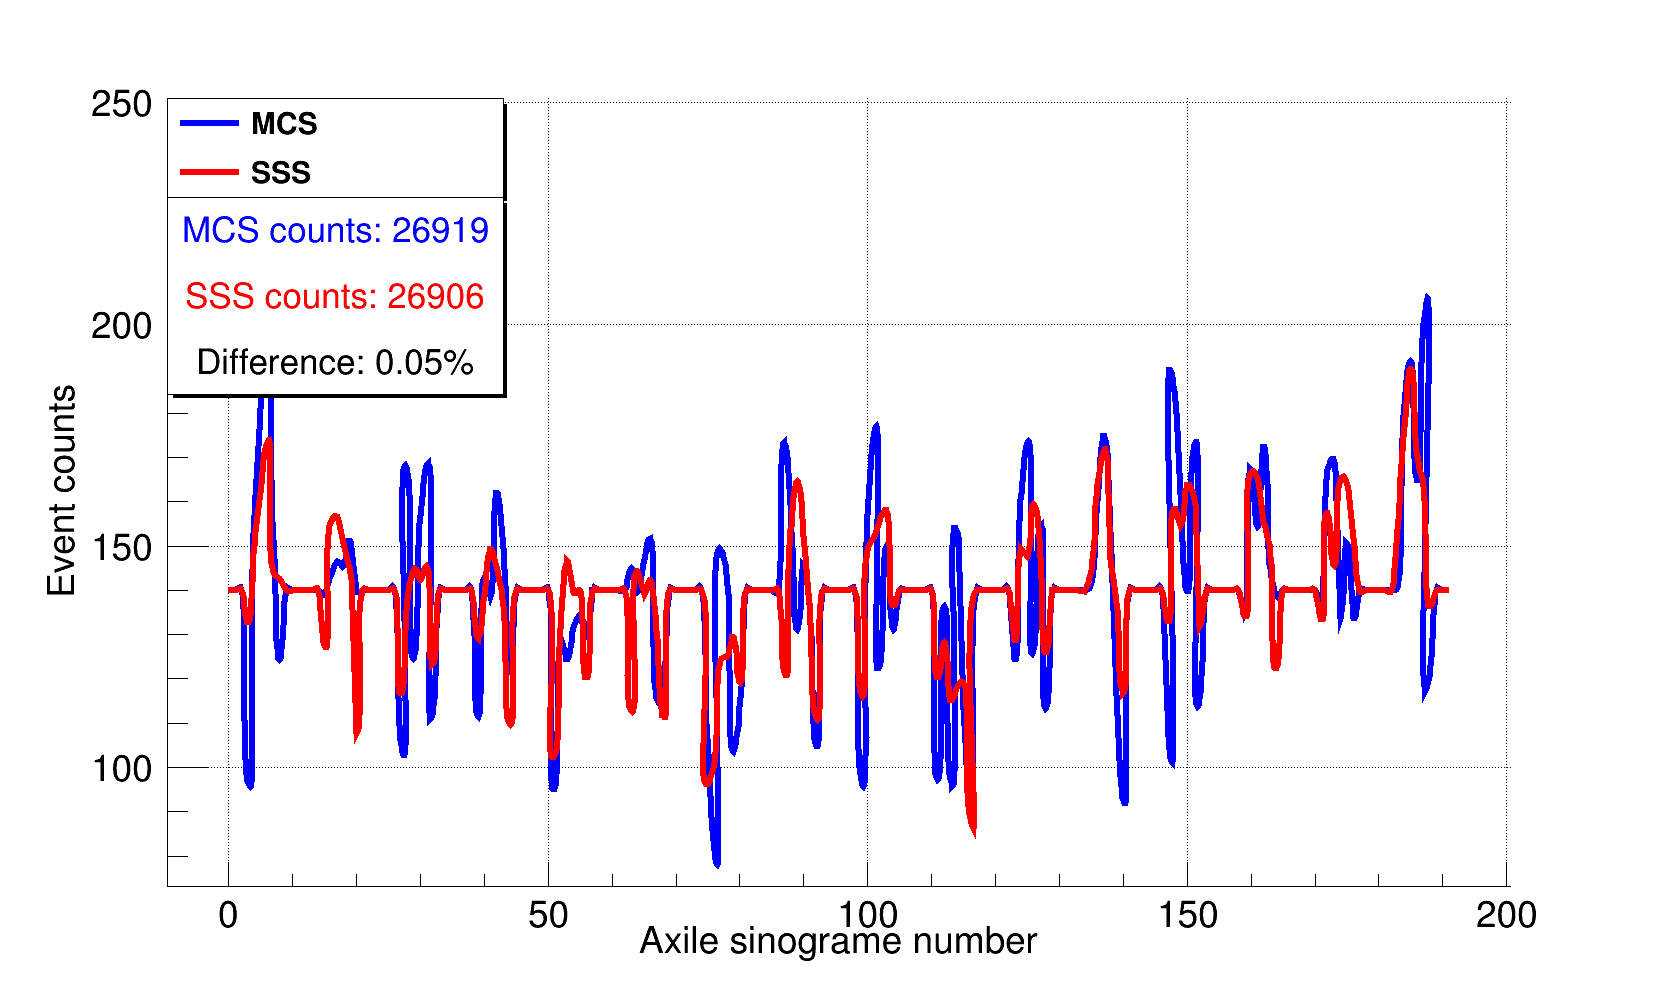 250
MCS
SSS
MCS counts: 26919
SSS counts: 26906
200
Difference: 0.05%
Event counts
150
100
0 50 100 150 200
Axile sinograme number